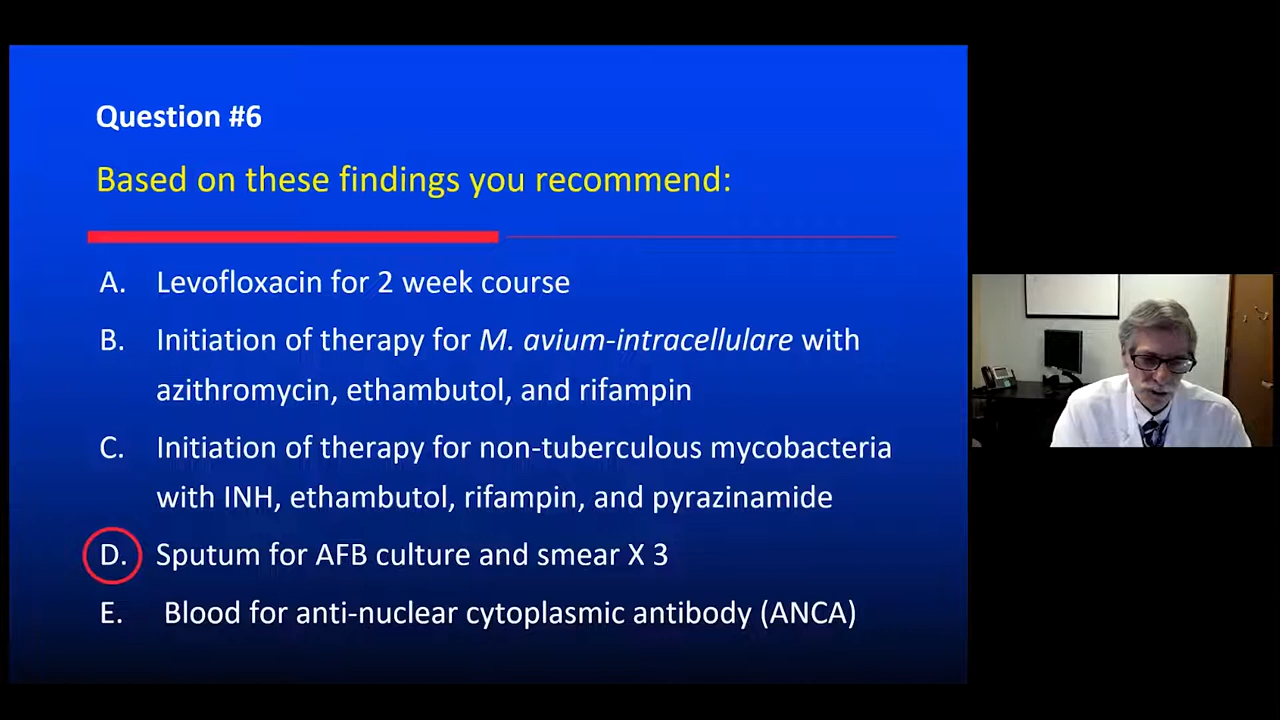 Question #6
Based on these findings you recommend:
A. Levofloxacin for 2 week course
B. Initiation of therapy for M. avium-intracellulare with
azithromycin, ethambutol, and rifampin
C. Initiation of therapy for non-tuberculous mycobacteria
with INH, ethambutol, rifampin, and pyrazinamide
D. Sputum for AFB culture and smear X 3
E. Blood for anti-nuclear cytoplasmic antibody (ANCA)